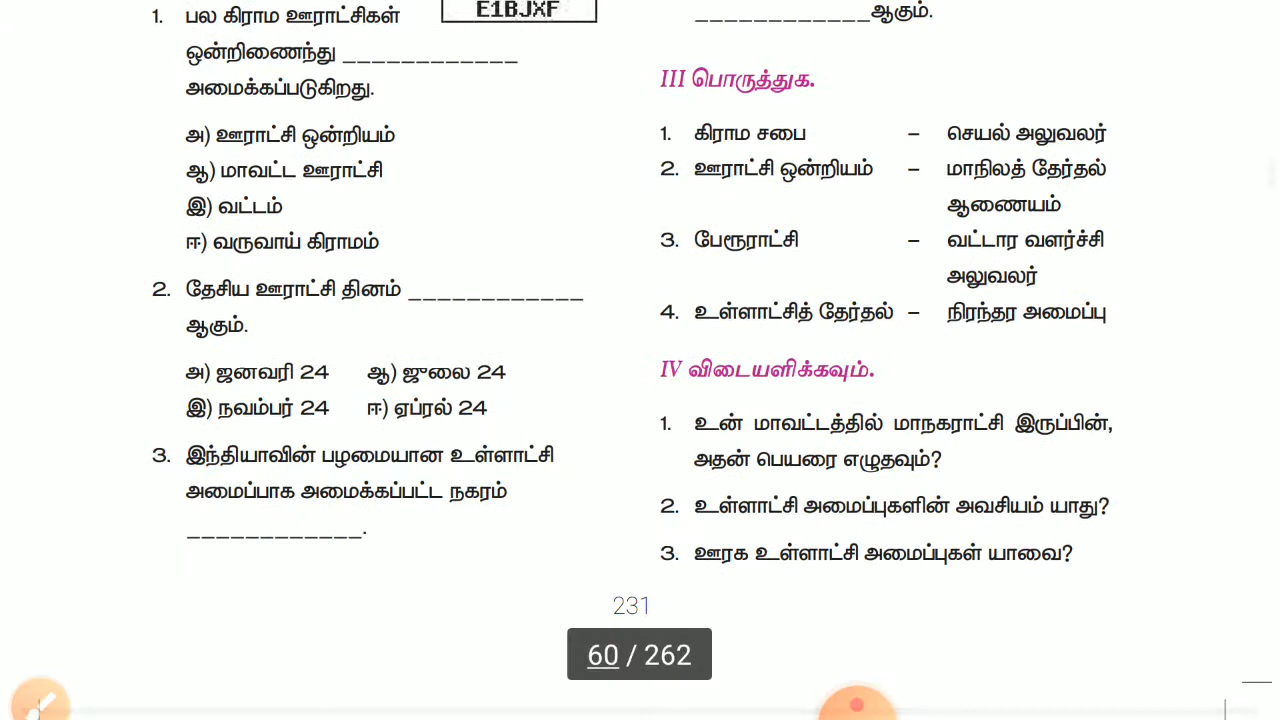 1. பல கிராம ஊராட்சிகள்
ஒன்றிணைந்து ____________
அமைக்கப்படுகிறது.
அ) ஊராட்சி ஒன்றியம்
ஆ) மாவட்ட ஊராட்சி
இ) வட்டம்
ஈ) வருவாய் கிராமம்
2. தேசிய ஊராட்சி தினம் ____________
ஆகும்.
அ) ஜனவரி 24 ஆ) ஜுலை 24
இ) நவம்பர் 24 ஈ) ஏப்ரல் 24
3. இந்தியாவின் பழமையான உள்ளாட்சி
அமைப்பாக அமைக்கப்பட்ட நகரம்
____________.
E1BJXF
____________ஆகும்.
III பொருத்துக.
1. கிராம சபை – செயல் அலுவலர்
2. ஊராட்சி ஒன்றியம் – மாநிலத் தேர்தல்
ஆணையம்
3. பேரூராட்சி – வட்டார வளர்ச்சி
அலுவலர்
4. உள்ளாட்சித் தேர்தல் – நிரந்தர அமைப்பு
IV விடையளிக்கவும்.
1. உன் மாவட்டத்தில் மாநகராட்சி இருப்பின்,
அதன் பெயரை எழுதவும்?
2. உள்ளாட்சி அமைப்புகளின் அவசியம் யாது?
3. ஊரக உள்ளாட்சி அமைப்புகள் யாவை?
231
60 / 262